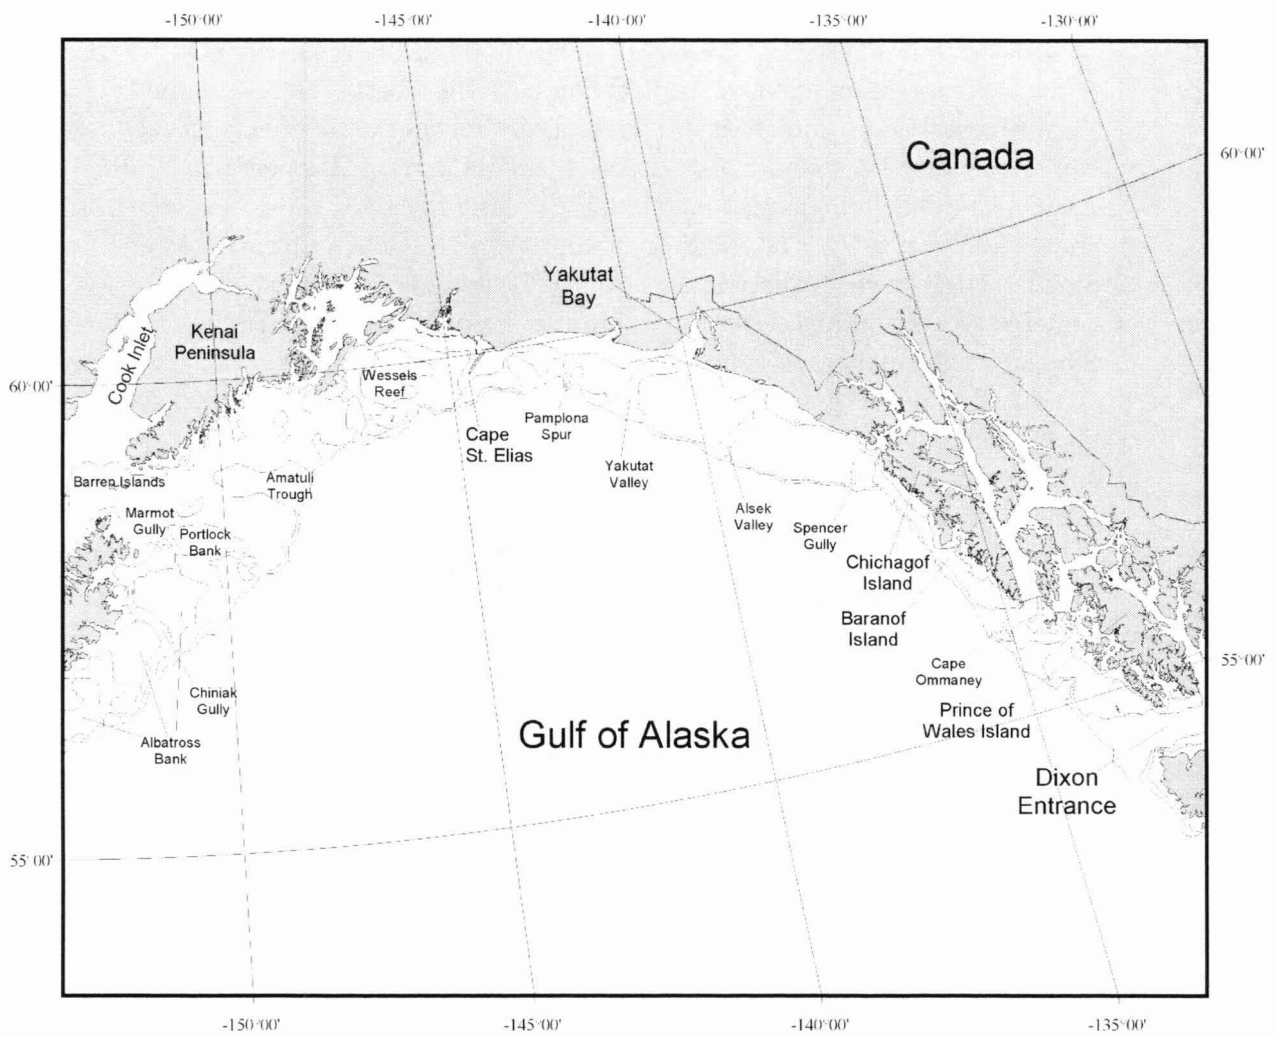 -150°00'
-145°00'
-140°00'
-135°00'
-130°00'
Canada
60°00'
Yakutat
Bay
Kenai
Peninsula
Cook Inlet
60°00'
Wessels
Reef
Pamplona
Spur
Cape
St. Elias
Yakutat
Valley
Barren Islands
Amatuli
Trough
Marmot
Gully
Portlock
Bank
Alsek
Valley
Spencer
Gully
Chichagof
Island
Baranof
Island
Cape
Ommaney
55°00'
Chiniak
Gully
Prince of
Wales Island
Albatross
Bank
Gulf of Alaska
Dixon
Entrance
55°00'
-150°00'
-145°00'
-140°00'
-135°00'